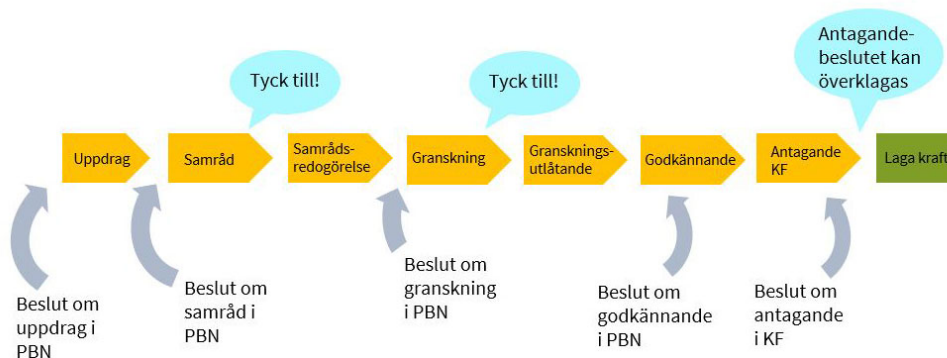 Tyck till!
Tyck till!
Antagande-
beslutet kan
överklagas
Uppdrag
Samråd
Samråds-
redogörelse
Granskning
Gransknings-
utlåtande
Godkännande
Antagande
KF
Laga kraft
Beslut om
uppdrag i
PBN
Beslut om
samråd i
PBN
Beslut om
granskning
i PBN
Beslut om
godkännande
i PBN
Beslut om
antagande
i KF